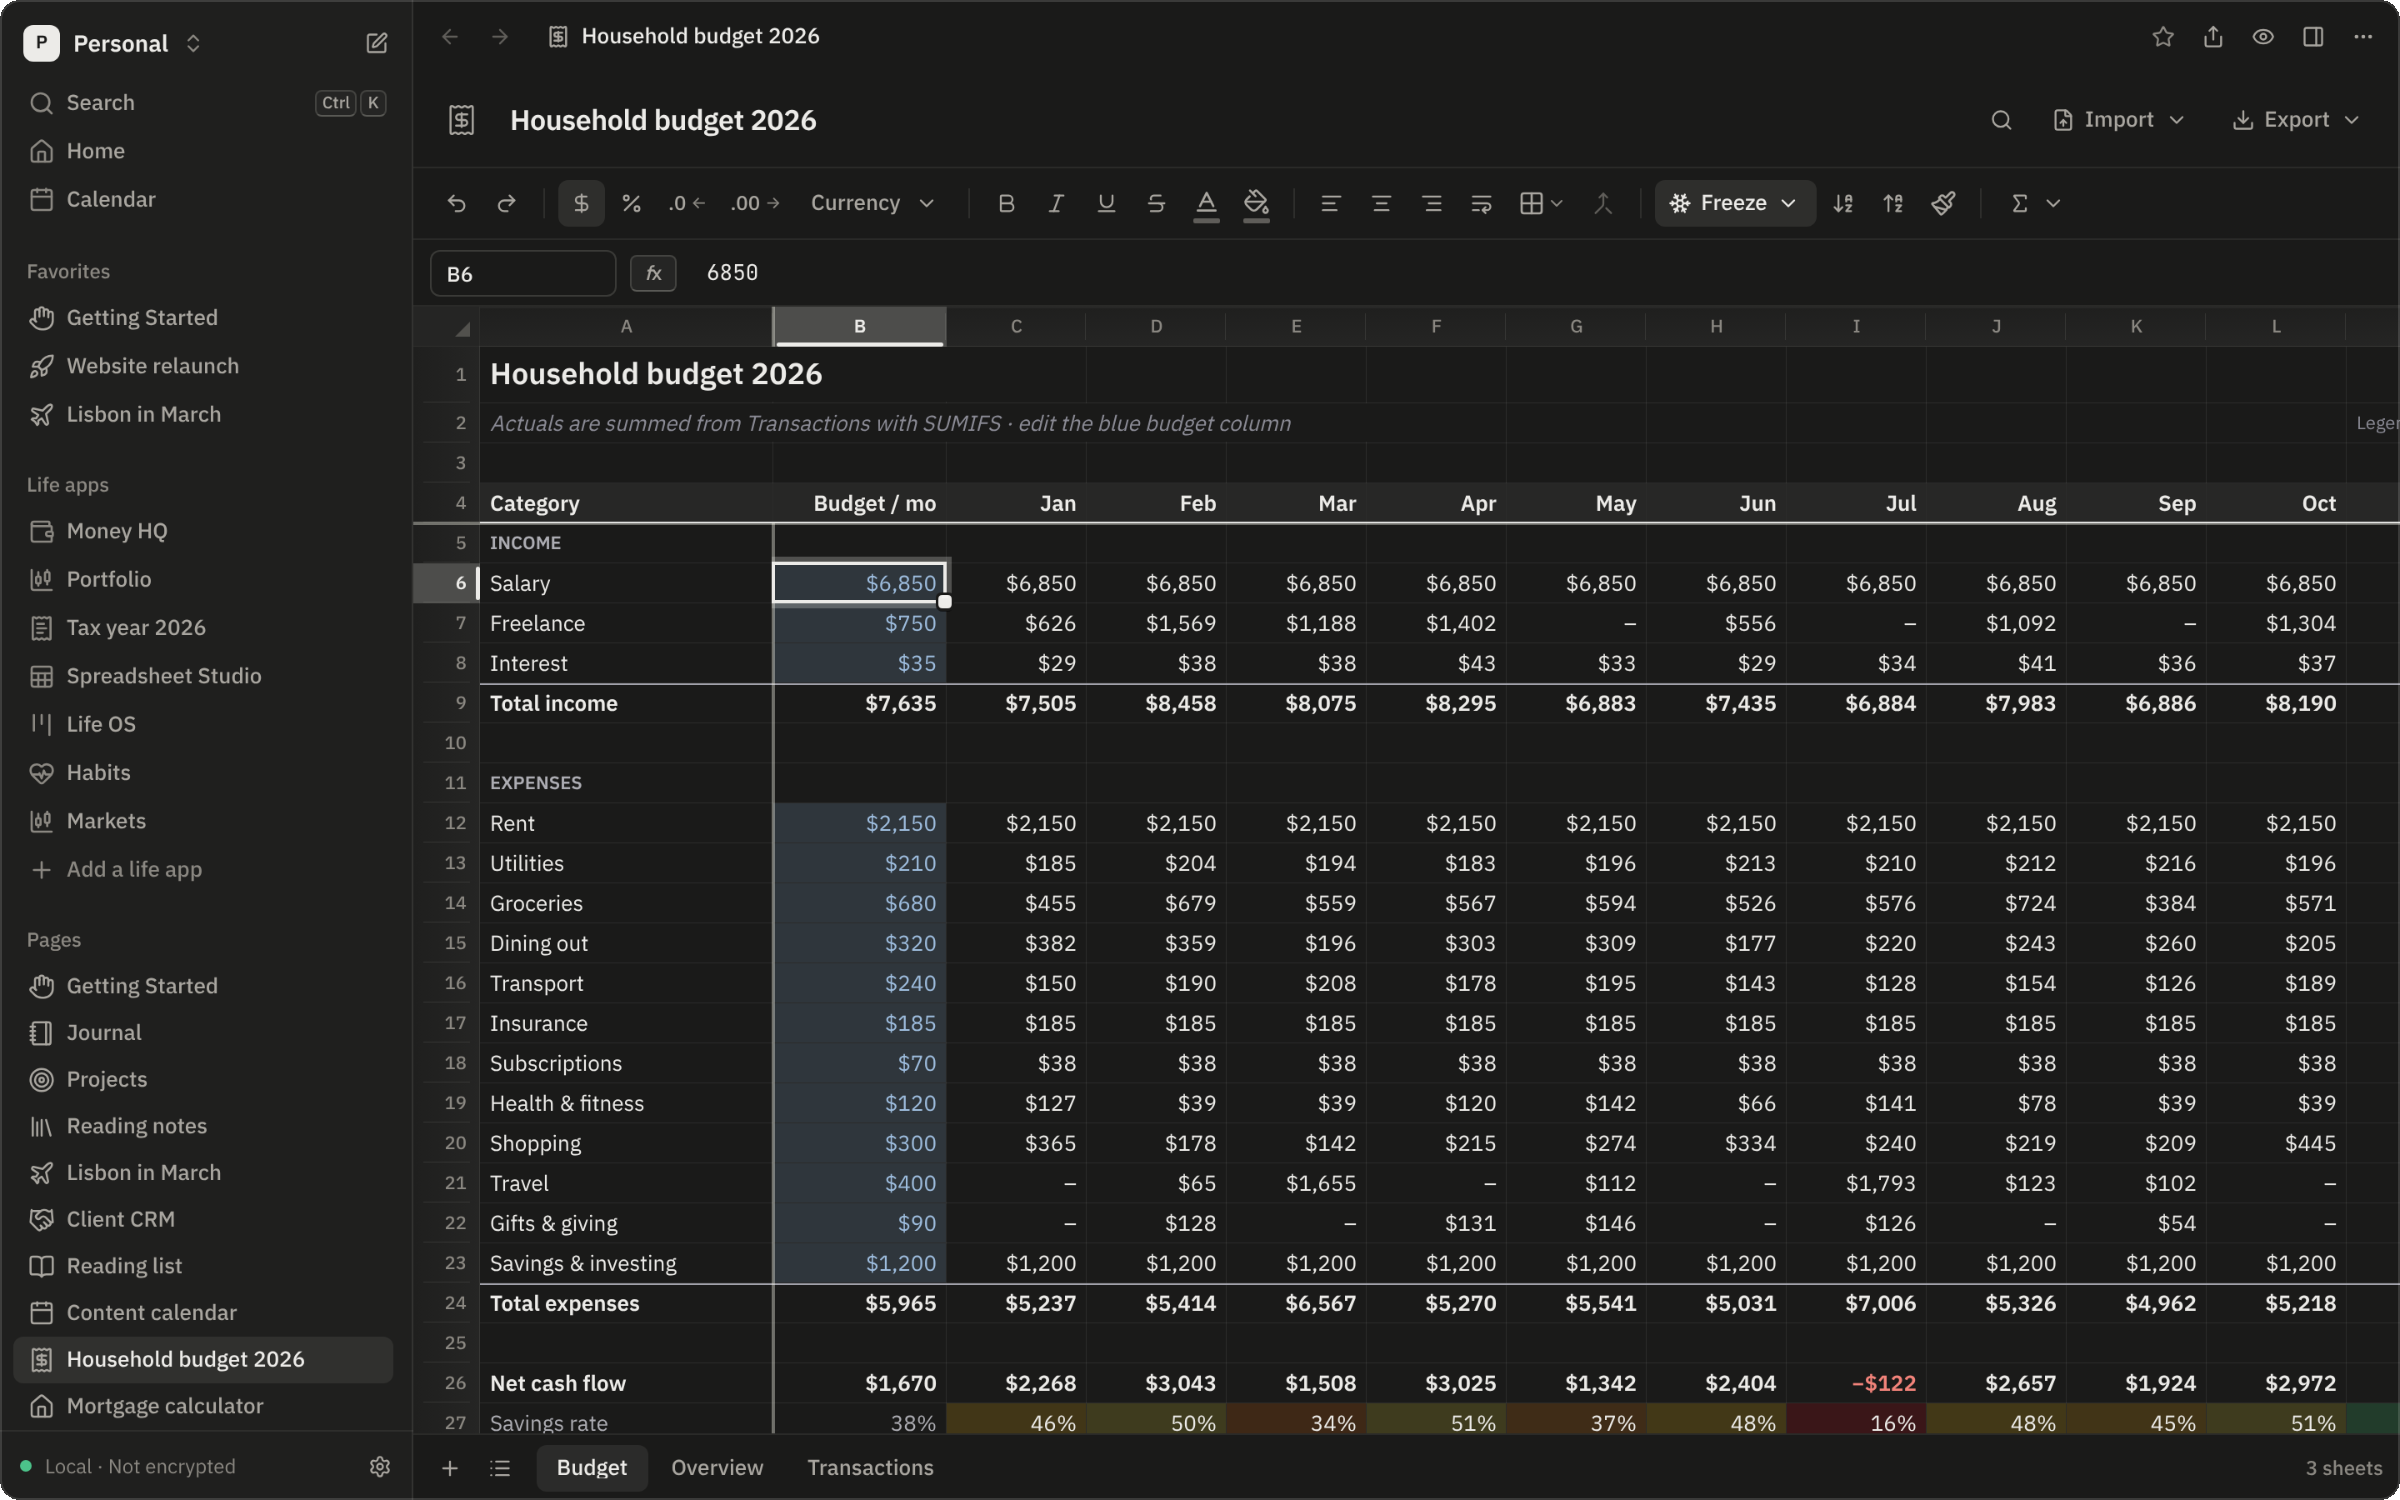 P Personal
Search Ctrl K
Home
Calendar
Favorites
Getting Started
Website relaunch
Lisbon in March
Life apps
Money HQ
Portfolio
Tax year 2026
Spreadsheet Studio
Life OS
Habits
Markets
Add a life app
Pages
Getting Started
Journal
Projects
Reading notes
Lisbon in March
Client CRM
Reading list
Content calendar
Household budget 2026
Mortgage calculator
Local · Not encrypted
Household budget 2026
Household budget 2026 Import Export
$ % .0 .00 Currency B I U S A Freeze Σ
B6 fx 6850
A B C D E F G H I J K L
1 Household budget 2026
2 Actuals are summed from Transactions with SUMIFS · edit the blue budget column
3
4 Category Budget / mo Jan Feb Mar Apr May Jun Jul Aug Sep Oct
5 INCOME
6 Salary $6,850 $6,850 $6,850 $6,850 $6,850 $6,850 $6,850 $6,850 $6,850 $6,850 $6,850
7 Freelance $750 $626 $1,569 $1,188 $1,402 – $556 – $1,092 – $1,304
8 Interest $35 $29 $38 $38 $43 $33 $29 $34 $41 $36 $37
9 Total income $7,635 $7,505 $8,458 $8,075 $8,295 $6,883 $7,435 $6,884 $7,983 $6,886 $8,190
10
11 EXPENSES
12 Rent $2,150 $2,150 $2,150 $2,150 $2,150 $2,150 $2,150 $2,150 $2,150 $2,150 $2,150
13 Utilities $210 $185 $204 $194 $183 $196 $213 $210 $212 $216 $196
14 Groceries $680 $455 $679 $559 $567 $594 $526 $576 $724 $384 $571
15 Dining out $320 $382 $359 $196 $303 $309 $177 $220 $243 $260 $205
16 Transport $240 $150 $190 $208 $178 $195 $143 $128 $154 $126 $189
17 Insurance $185 $185 $185 $185 $185 $185 $185 $185 $185 $185 $185
18 Subscriptions $70 $38 $38 $38 $38 $38 $38 $38 $38 $38 $38
19 Health & fitness $120 $127 $39 $39 $120 $142 $66 $141 $78 $39 $39
20 Shopping $300 $365 $178 $142 $215 $274 $334 $240 $219 $209 $445
21 Travel $400 – $65 $1,655 – $112 – $1,793 $123 $102 –
22 Gifts & giving $90 – $128 – $131 $146 – $126 – $54 –
23 Savings & investing $1,200 $1,200 $1,200 $1,200 $1,200 $1,200 $1,200 $1,200 $1,200 $1,200 $1,200
24 Total expenses $5,965 $5,237 $5,414 $6,567 $5,270 $5,541 $5,031 $7,006 $5,326 $4,962 $5,218
25
26 Net cash flow $1,670 $2,268 $3,043 $1,508 $3,025 $1,342 $2,404 –$122 $2,657 $1,924 $2,972
27 Savings rate 38% 46% 50% 34% 51% 37% 48% 16% 48% 45% 51%
Budget Overview Transactions 3 sheets